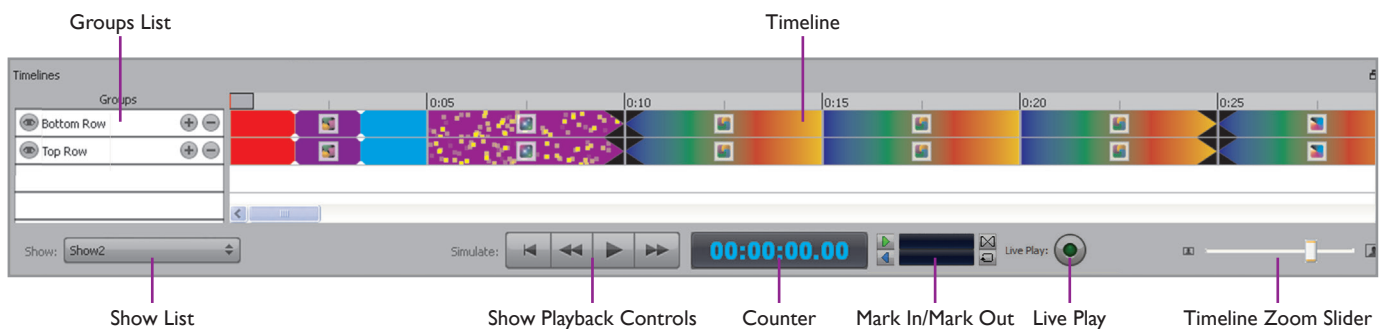 Groups List Timeline
Timelines
Groups 0:05 0:10 0:15 0:20 0:25
Bottom Row
Top Row
Show: Show2 Simulate: 00:00:00.00 Live Play:
Show List Show Playback Controls Counter Mark In/Mark Out Live Play Timeline Zoom Slider